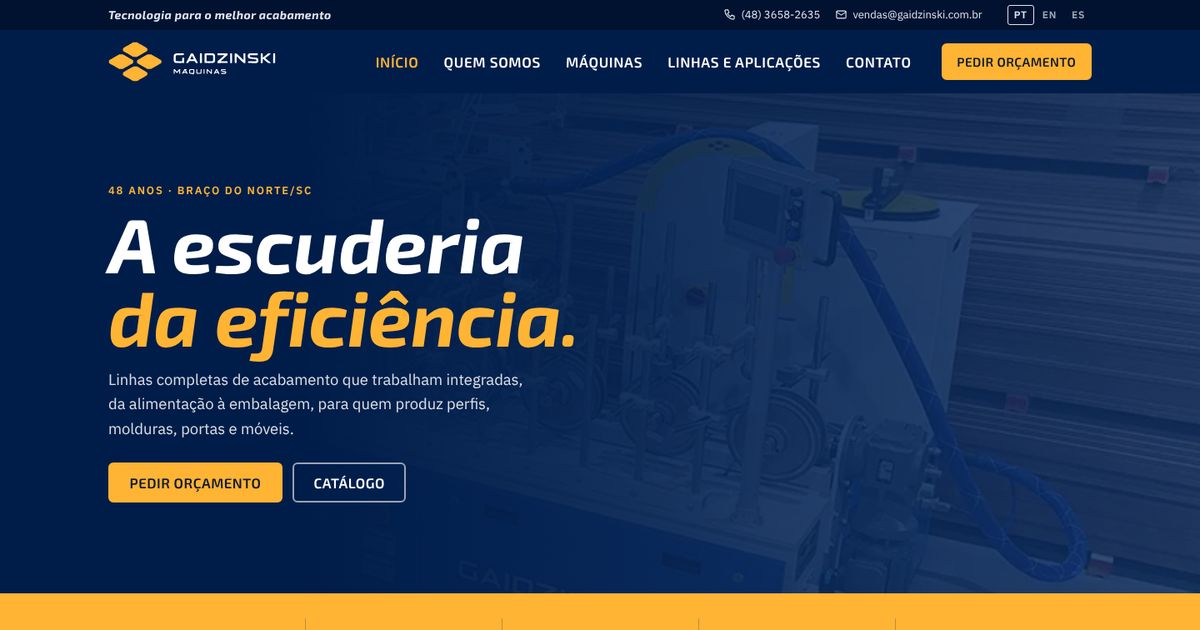 Tecnologia para o melhor acabamento
(48) 3658-2635
vendas@gaidzinski.com.br
PT EN ES
GAIDZINSKI
MAQUINAS
INÍCIO QUEM SOMOS MÁQUINAS LINHAS E APLICAÇÕES CONTATO PEDIR ORÇAMENTO
48 ANOS · BRAÇO DO NORTE/SC
A escuderia
da eficiência.
Linhas completas de acabamento que trabalham integradas,
da alimentação à embalagem, para quem produz perfis,
molduras, portas e móveis.
PEDIR ORÇAMENTO CATÁLOGO
GAIDZINSKI